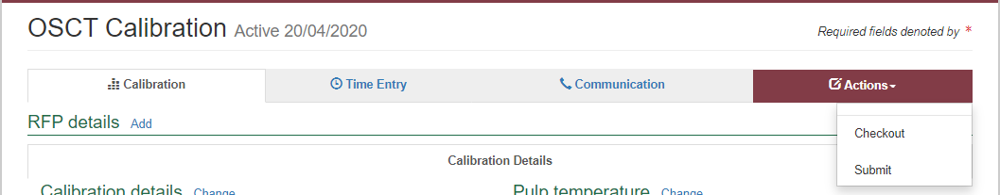 OSCT Calibration Active 20/04/2020
Required fields denoted by *
Calibration
Time Entry
Communication
Actions
RFP details Add
Checkout
Calibration Details
Submit
Calibration details Change
Pulp temperature Change